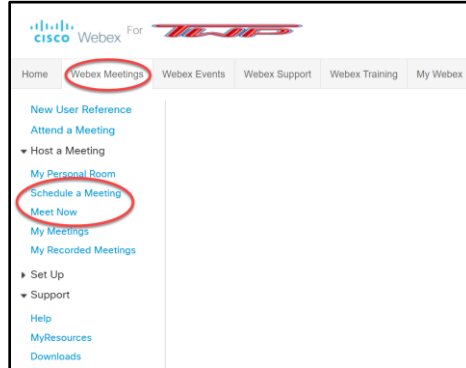 cisco Webex For TWP
Home Webex Meetings Webex Events Webex Support Webex Training My Webex
New User Reference
Attend a Meeting
Host a Meeting
My Personal Room
Schedule a Meeting
Meet Now
My Meetings
My Recorded Meetings
Set Up
Support
Help
MyResources
Downloads